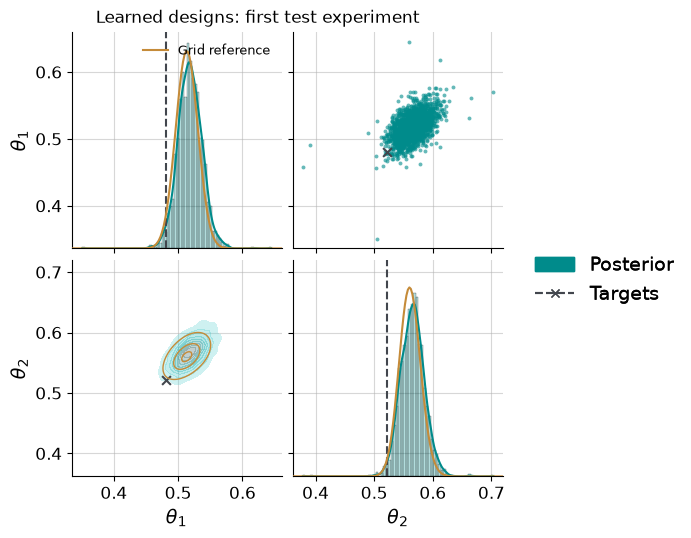 Learned designs: first test experiment
Grid reference
θ₁
0.6
0.5
0.4
θ₂
0.7
0.6
0.5
0.4
0.4 0.5 0.6
0.4 0.5 0.6 0.7
θ₁
θ₂
Posterior
Targets